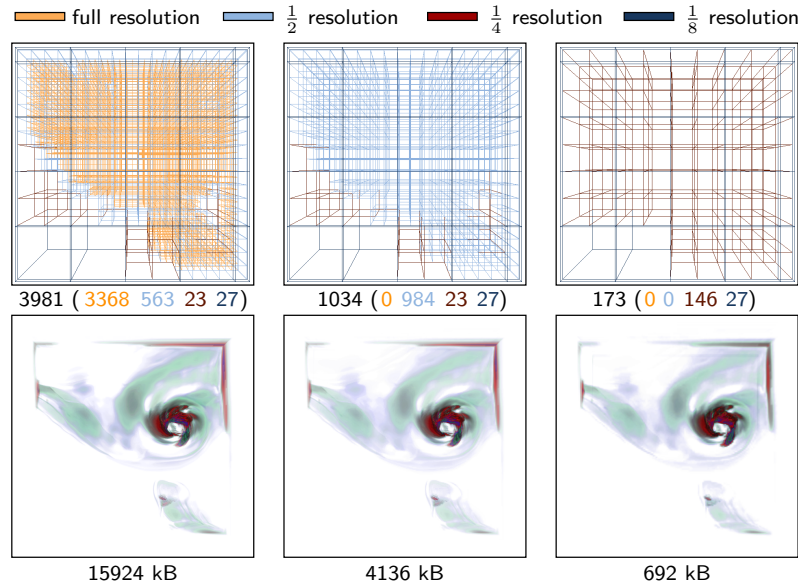 full resolution 1/2 resolution 1/4 resolution 1/8 resolution
3981 ( 3368 563 23 27) 1034 ( 0 984 23 27) 173 ( 0 0 146 27)
15924 kB 4136 kB 692 kB